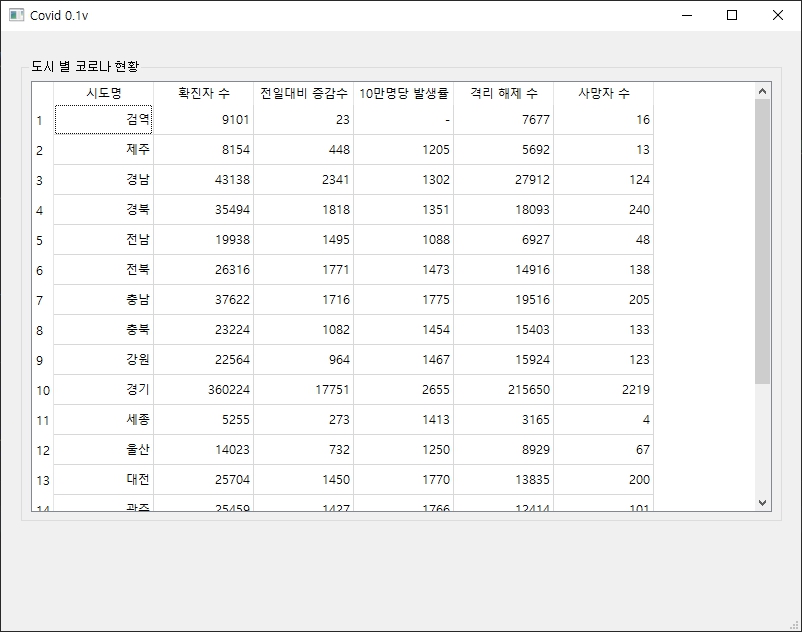 Covid 0.1v
도시 별 코로나 현황
시도명 확진자 수 전일대비 증감수 10만명당 발생률 격리 해제 수 사망자 수
1 검역 9101 23 - 7677 16
2 제주 8154 448 1205 5692 13
3 경남 43138 2341 1302 27912 124
4 경북 35494 1818 1351 18093 240
5 전남 19938 1495 1088 6927 48
6 전북 26316 1771 1473 14916 138
7 충남 37622 1716 1775 19516 205
8 충북 23224 1082 1454 15403 133
9 강원 22564 964 1467 15924 123
10 경기 360224 17751 2655 215650 2219
11 세종 5255 273 1413 3165 4
12 울산 14023 732 1250 8929 67
13 대전 25704 1450 1770 13835 200
14 광주 25459 1427 1766 12414 101